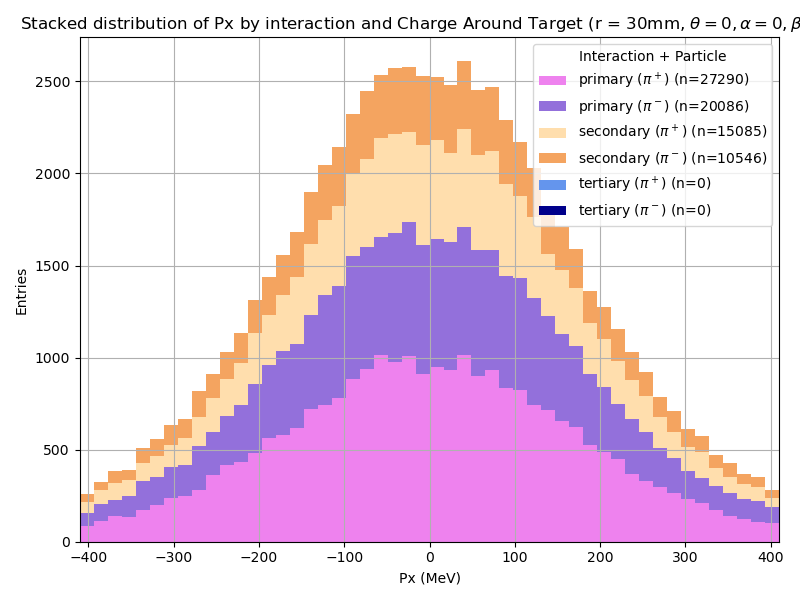 Stacked distribution of Px by interaction and Charge Around Target (r = 30mm, θ = 0, α = 0, β
Entries
2500
2000
1500
1000
500
0
Interaction + Particle
primary (π⁺) (n=27290)
primary (π⁻) (n=20086)
secondary (π⁺) (n=15085)
secondary (π⁻) (n=10546)
tertiary (π⁺) (n=0)
tertiary (π⁻) (n=0)
−400 −300 −200 −100 0 100 200 300 400
Px (MeV)